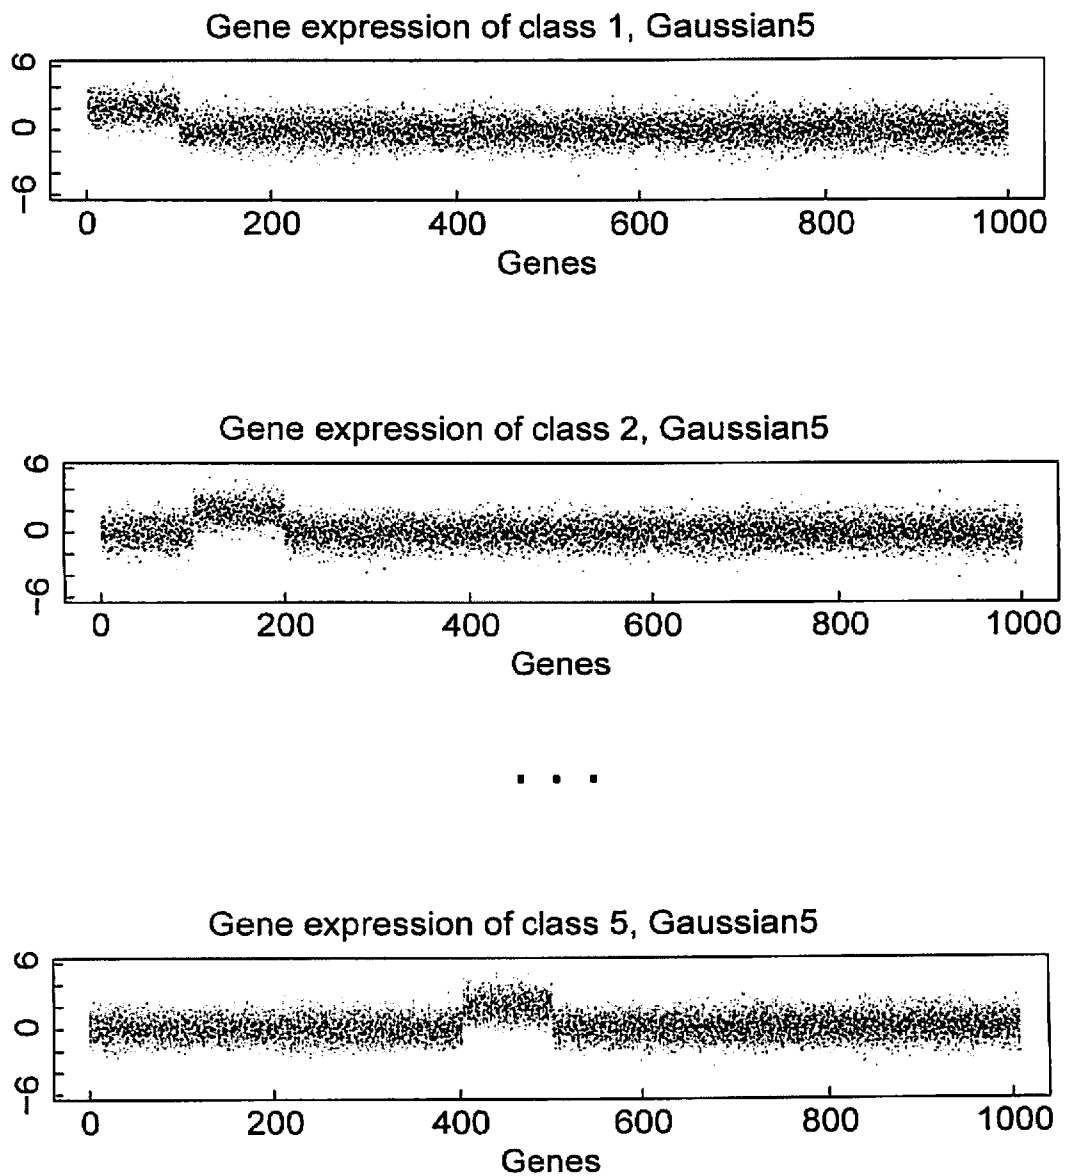 Gene expression of class 1, Gaussian5
6
0
−6
0 200 400 600 800 1000
Genes
Gene expression of class 2, Gaussian5
6
0
−6
0 200 400 600 800 1000
Genes
. . .
Gene expression of class 5, Gaussian5
6
0
−6
0 200 400 600 800 1000
Genes